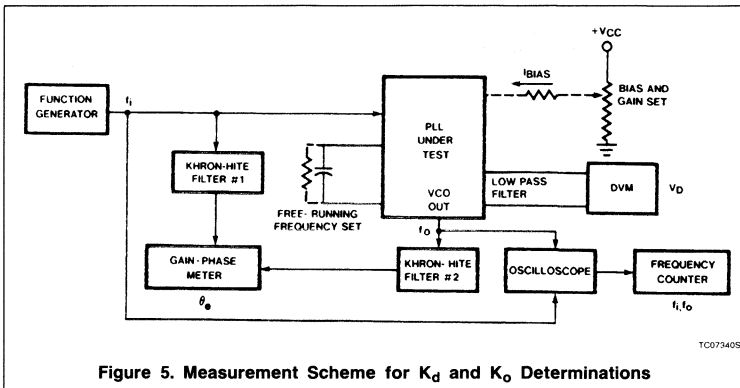 +VCC
IBIAS
BIAS AND
GAIN SET
FUNCTION
GENERATOR
fi
PLL
UNDER
TEST
KHRON-HITE
FILTER #1
FREE-RUNNING
FREQUENCY SET
VCO
OUT
LOW PASS
FILTER
DVM
VD
fo
GAIN-PHASE
METER
θe
KHRON-HITE
FILTER #2
OSCILLOSCOPE
FREQUENCY
COUNTER
fi,fo
TC07340S
Figure 5. Measurement Scheme for Kd and Ko Determinations